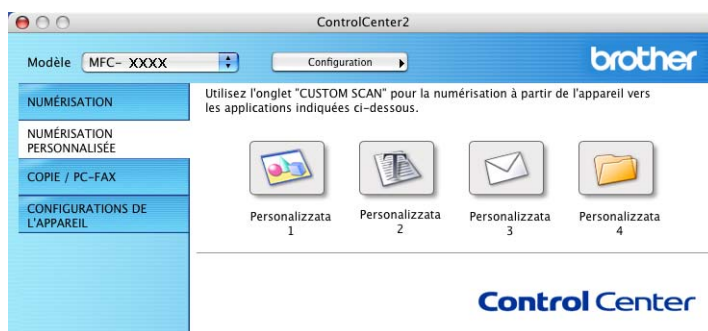 ControlCenter2
Modèle MFC- XXXX Configuration brother
NUMÉRISATION
NUMÉRISATION
PERSONNALISÉE
COPIE / PC-FAX
CONFIGURATIONS DE
L'APPAREIL
Utilisez l'onglet "CUSTOM SCAN" pour la numérisation à partir de l'appareil vers
les applications indiquées ci-dessous.
Personalizzata
1
Personalizzata
2
Personalizzata
3
Personalizzata
4
Control Center